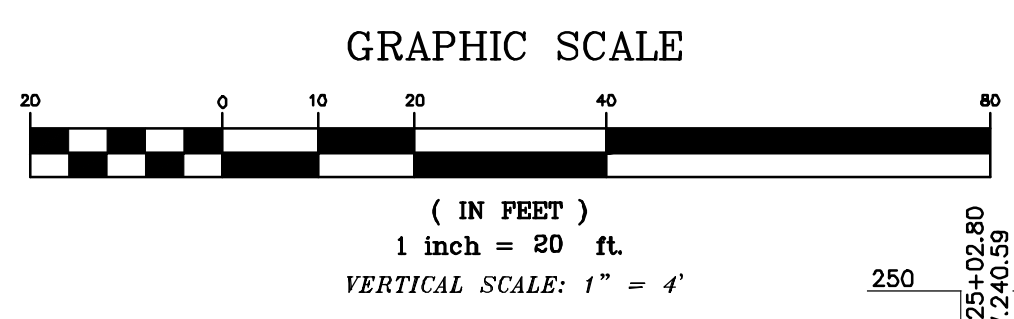 GRAPHIC SCALE
20 0 10 20 40 80
( IN FEET )
1 inch = 20 ft.
VERTICAL SCALE: 1" = 4'
250
25+02.80
.240.59